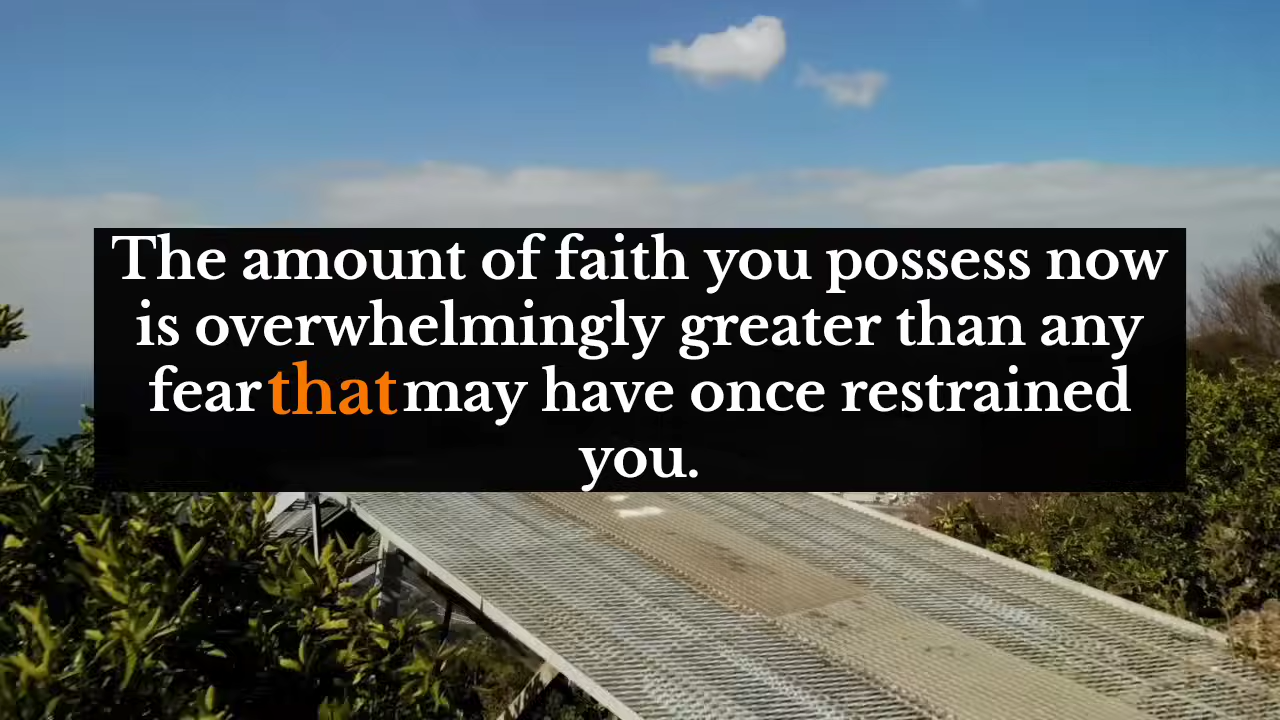 The amount of faith you possess now
is overwhelmingly greater than any
fear that may have once restrained
you.